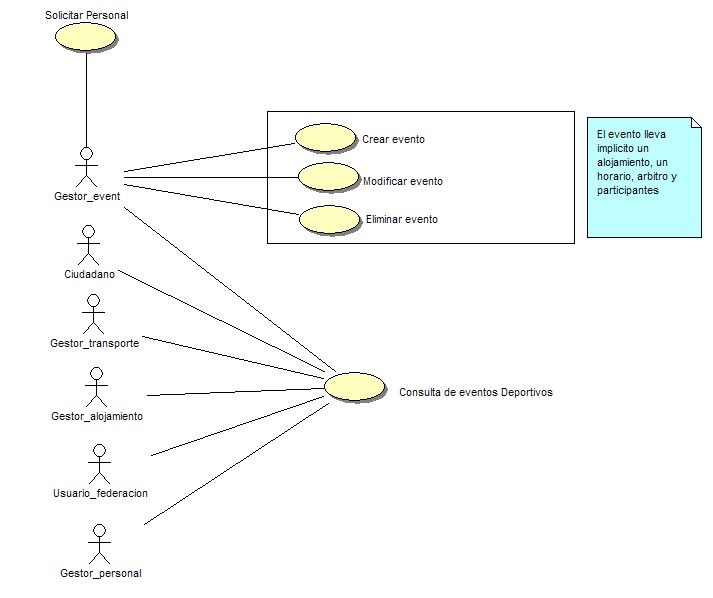 Solicitar Personal
Crear evento
Modificar evento
Eliminar evento
El evento lleva
implicito un
alojamiento, un
horario, arbitro y
participantes
Gestor_event
Ciudadano
Gestor_transporte
Gestor_alojamiento
Consulta de eventos Deportivos
Usuario_federacion
Gestor_personal